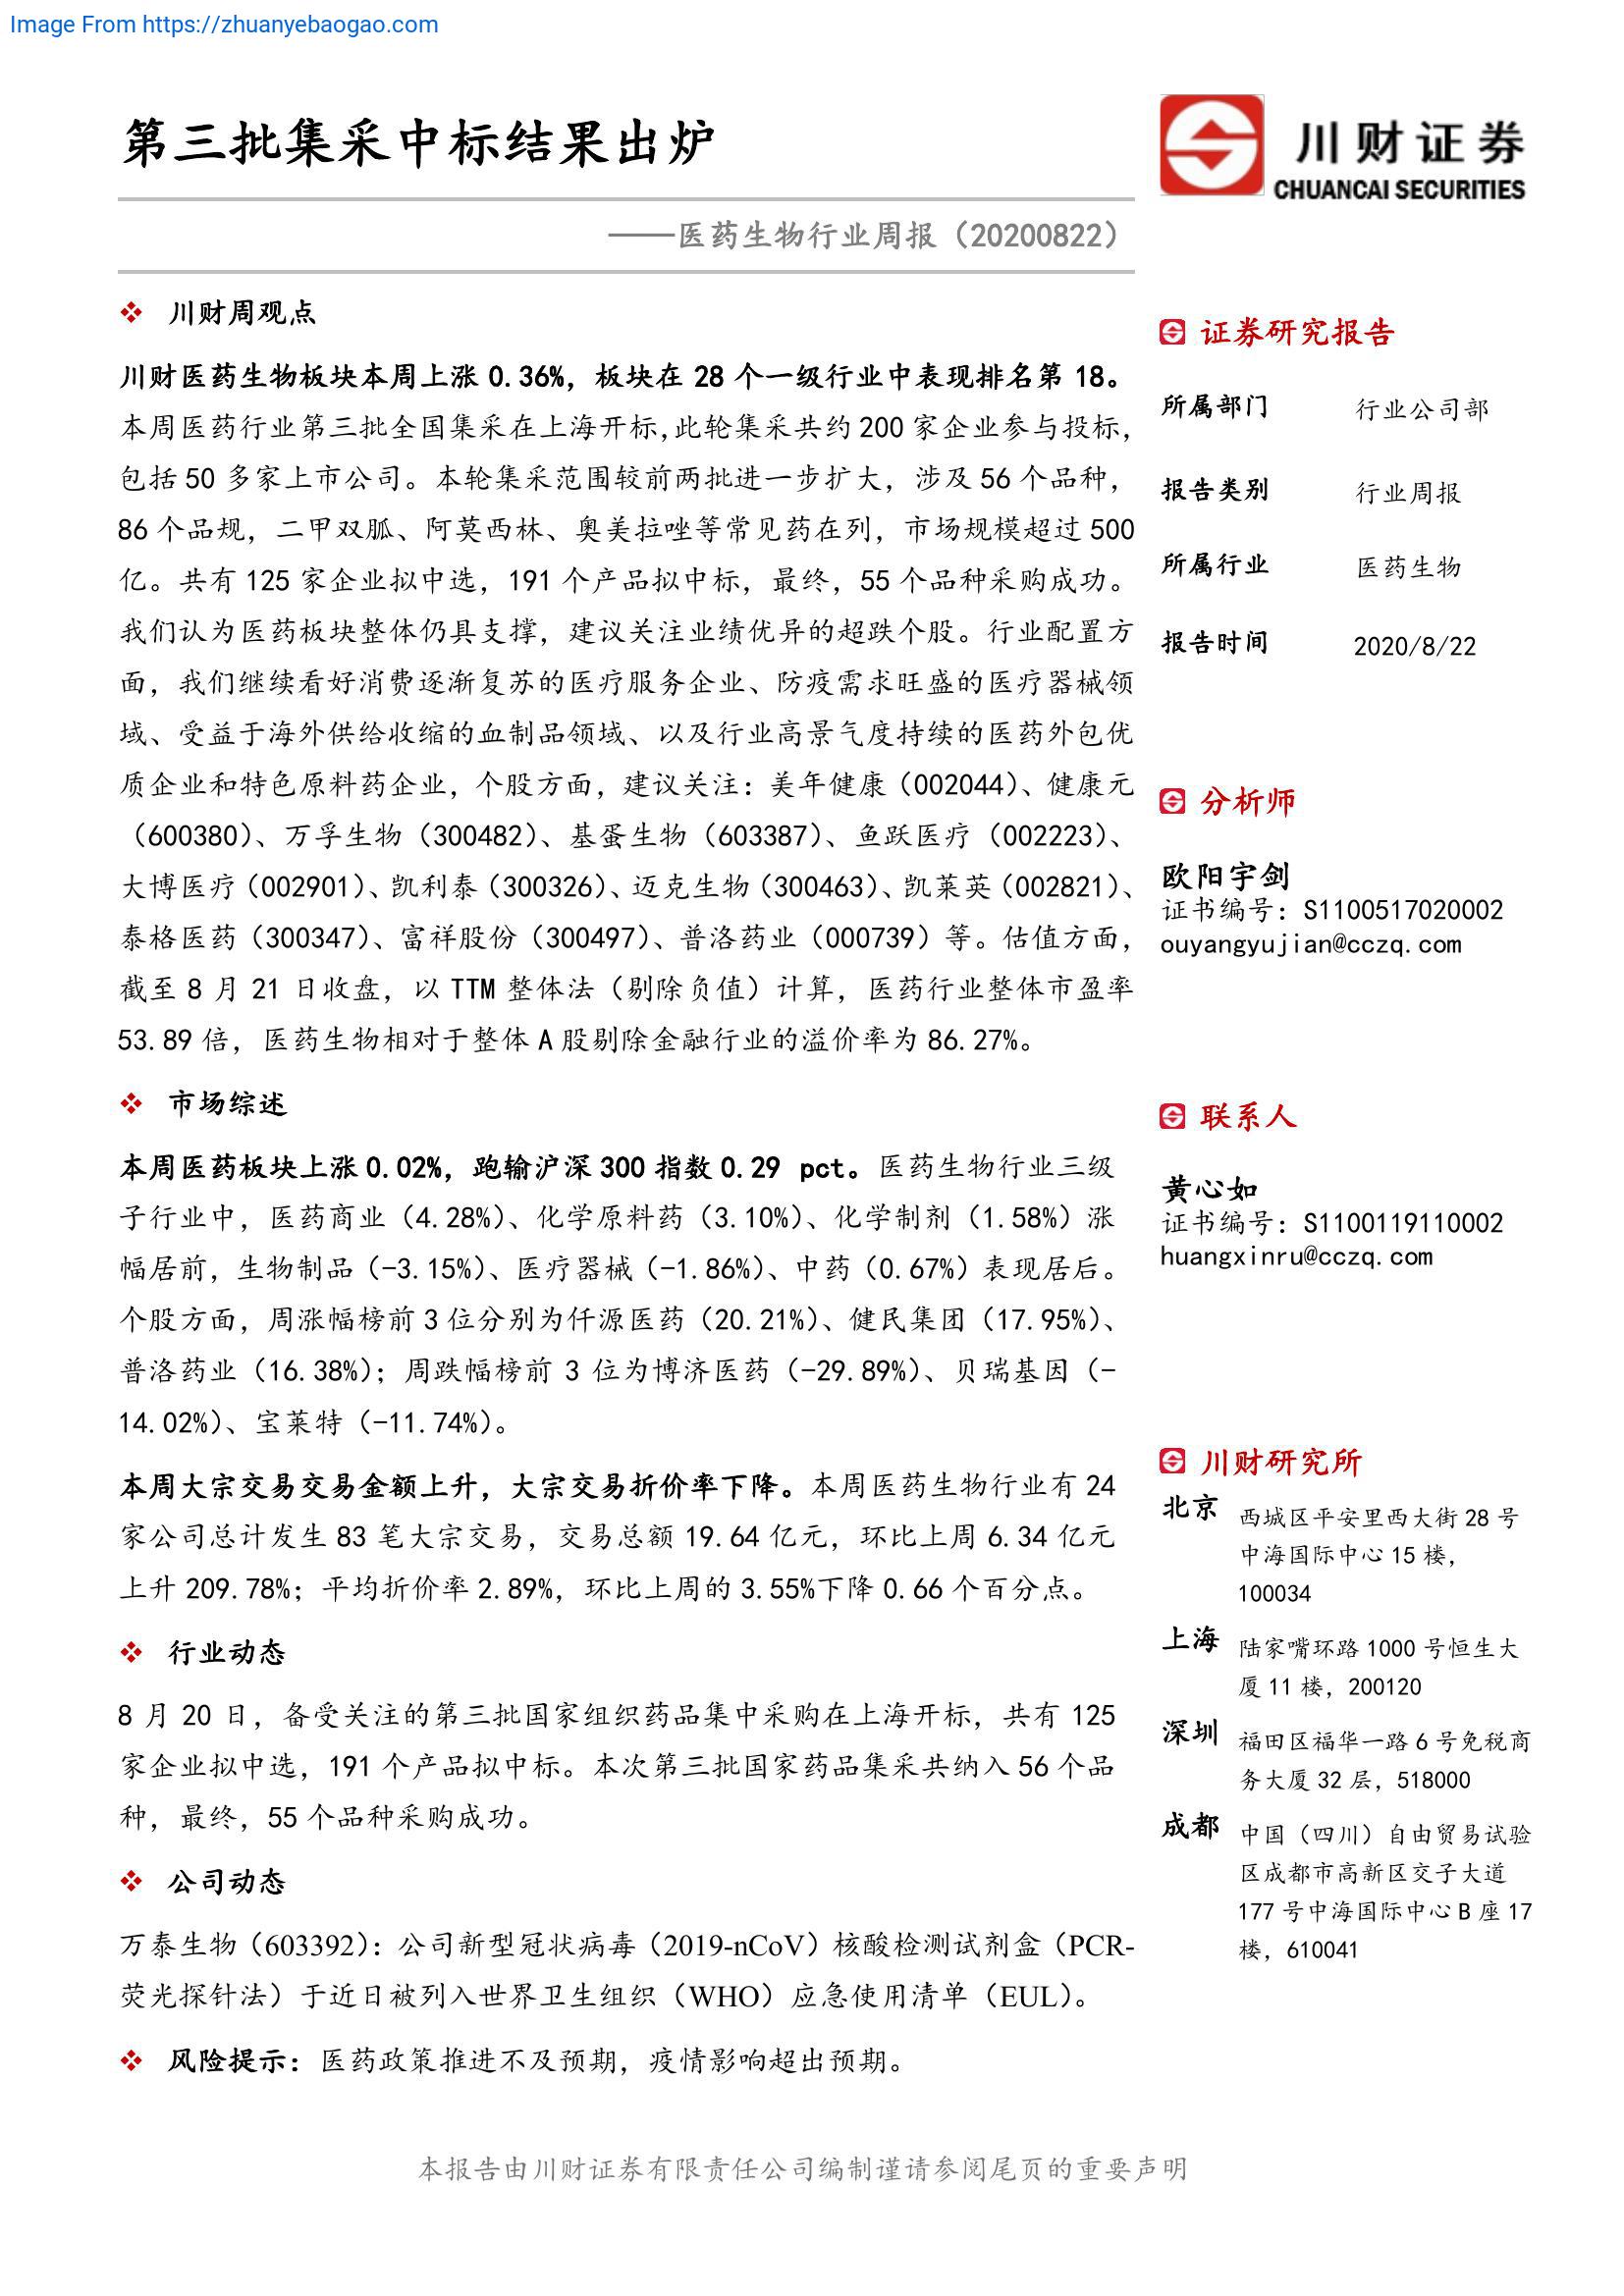 Image From https://zhuanyebaogao.com
第三批集采中标结果出炉
川财证券
CHUANCAI SECURITIES
——医药生物行业周报（20200822）
❖ 川财周观点
川财医药生物板块本周上涨 0.36%，板块在 28 个一级行业中表现排名第 18。
本周医药行业第三批全国集采在上海开标,此轮集采共约 200 家企业参与投标，
包括 50 多家上市公司。本轮集采范围较前两批进一步扩大，涉及 56 个品种，
86 个品规，二甲双胍、阿莫西林、奥美拉唑等常见药在列，市场规模超过 500
亿。共有 125 家企业拟中选，191 个产品拟中标，最终，55 个品种采购成功。
我们认为医药板块整体仍具支撑，建议关注业绩优异的超跌个股。行业配置方
面，我们继续看好消费逐渐复苏的医疗服务企业、防疫需求旺盛的医疗器械领
域、受益于海外供给收缩的血制品领域、以及行业高景气度持续的医药外包优
质企业和特色原料药企业，个股方面，建议关注：美年健康（002044）、健康元
（600380）、万孚生物（300482）、基蛋生物（603387）、鱼跃医疗（002223）、
大博医疗（002901）、凯利泰（300326）、迈克生物（300463）、凯莱英（002821）、
泰格医药（300347）、富祥股份（300497）、普洛药业（000739）等。估值方面，
截至 8 月 21 日收盘，以 TTM 整体法（剔除负值）计算，医药行业整体市盈率
53.89 倍，医药生物相对于整体 A 股剔除金融行业的溢价率为 86.27%。
❖ 市场综述
本周医药板块上涨 0.02%，跑输沪深 300 指数 0.29 pct。医药生物行业三级
子行业中，医药商业（4.28%）、化学原料药（3.10%）、化学制剂（1.58%）涨
幅居前，生物制品（-3.15%）、医疗器械（-1.86%）、中药（0.67%）表现居后。
个股方面，周涨幅榜前 3 位分别为仟源医药（20.21%）、健民集团（17.95%）、
普洛药业（16.38%）；周跌幅榜前 3 位为博济医药（-29.89%）、贝瑞基因（-
14.02%）、宝莱特（-11.74%）。
本周大宗交易交易金额上升，大宗交易折价率下降。本周医药生物行业有 24
家公司总计发生 83 笔大宗交易，交易总额 19.64 亿元，环比上周 6.34 亿元
上升 209.78%；平均折价率 2.89%，环比上周的 3.55%下降 0.66 个百分点。
❖ 行业动态
8 月 20 日，备受关注的第三批国家组织药品集中采购在上海开标，共有 125
家企业拟中选，191 个产品拟中标。本次第三批国家药品集采共纳入 56 个品
种，最终，55 个品种采购成功。
❖ 公司动态
万泰生物（603392）：公司新型冠状病毒（2019-nCoV）核酸检测试剂盒（PCR-
荧光探针法）于近日被列入世界卫生组织（WHO）应急使用清单（EUL）。
❖ 风险提示：医药政策推进不及预期，疫情影响超出预期。
证券研究报告
所属部门 行业公司部
报告类别 行业周报
所属行业 医药生物
报告时间 2020/8/22
分析师
欧阳宇剑
证书编号：S1100517020002
ouyangyujian@cczq.com
联系人
黄心如
证书编号：S1100119110002
huangxinru@cczq.com
川财研究所
北京 西城区平安里西大街 28 号
中海国际中心 15 楼，
100034
上海 陆家嘴环路 1000 号恒生大
厦 11 楼，200120
深圳 福田区福华一路 6 号免税商
务大厦 32 层，518000
成都 中国（四川）自由贸易试验
区成都市高新区交子大道
177 号中海国际中心 B 座 17
楼，610041
本报告由川财证券有限责任公司编制谨请参阅尾页的重要声明